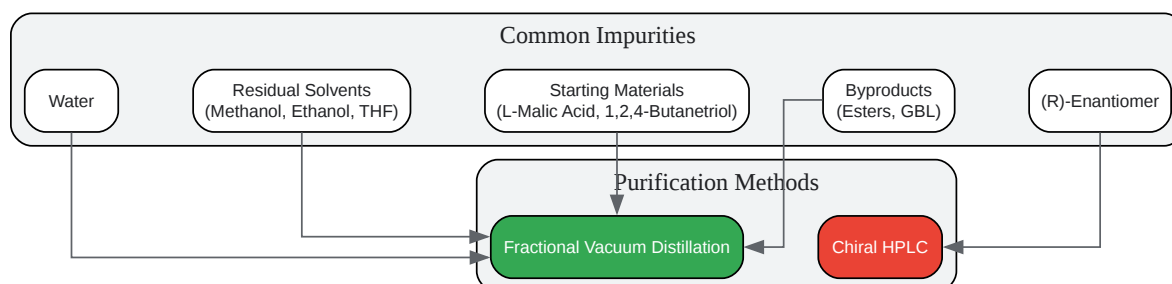 Common Impurities
Water
Residual Solvents
(Methanol, Ethanol, THF)
Starting Materials
(L-Malic Acid, 1,2,4-Butanetriol)
Byproducts
(Esters, GBL)
(R)-Enantiomer
Purification Methods
Fractional Vacuum Distillation
Chiral HPLC